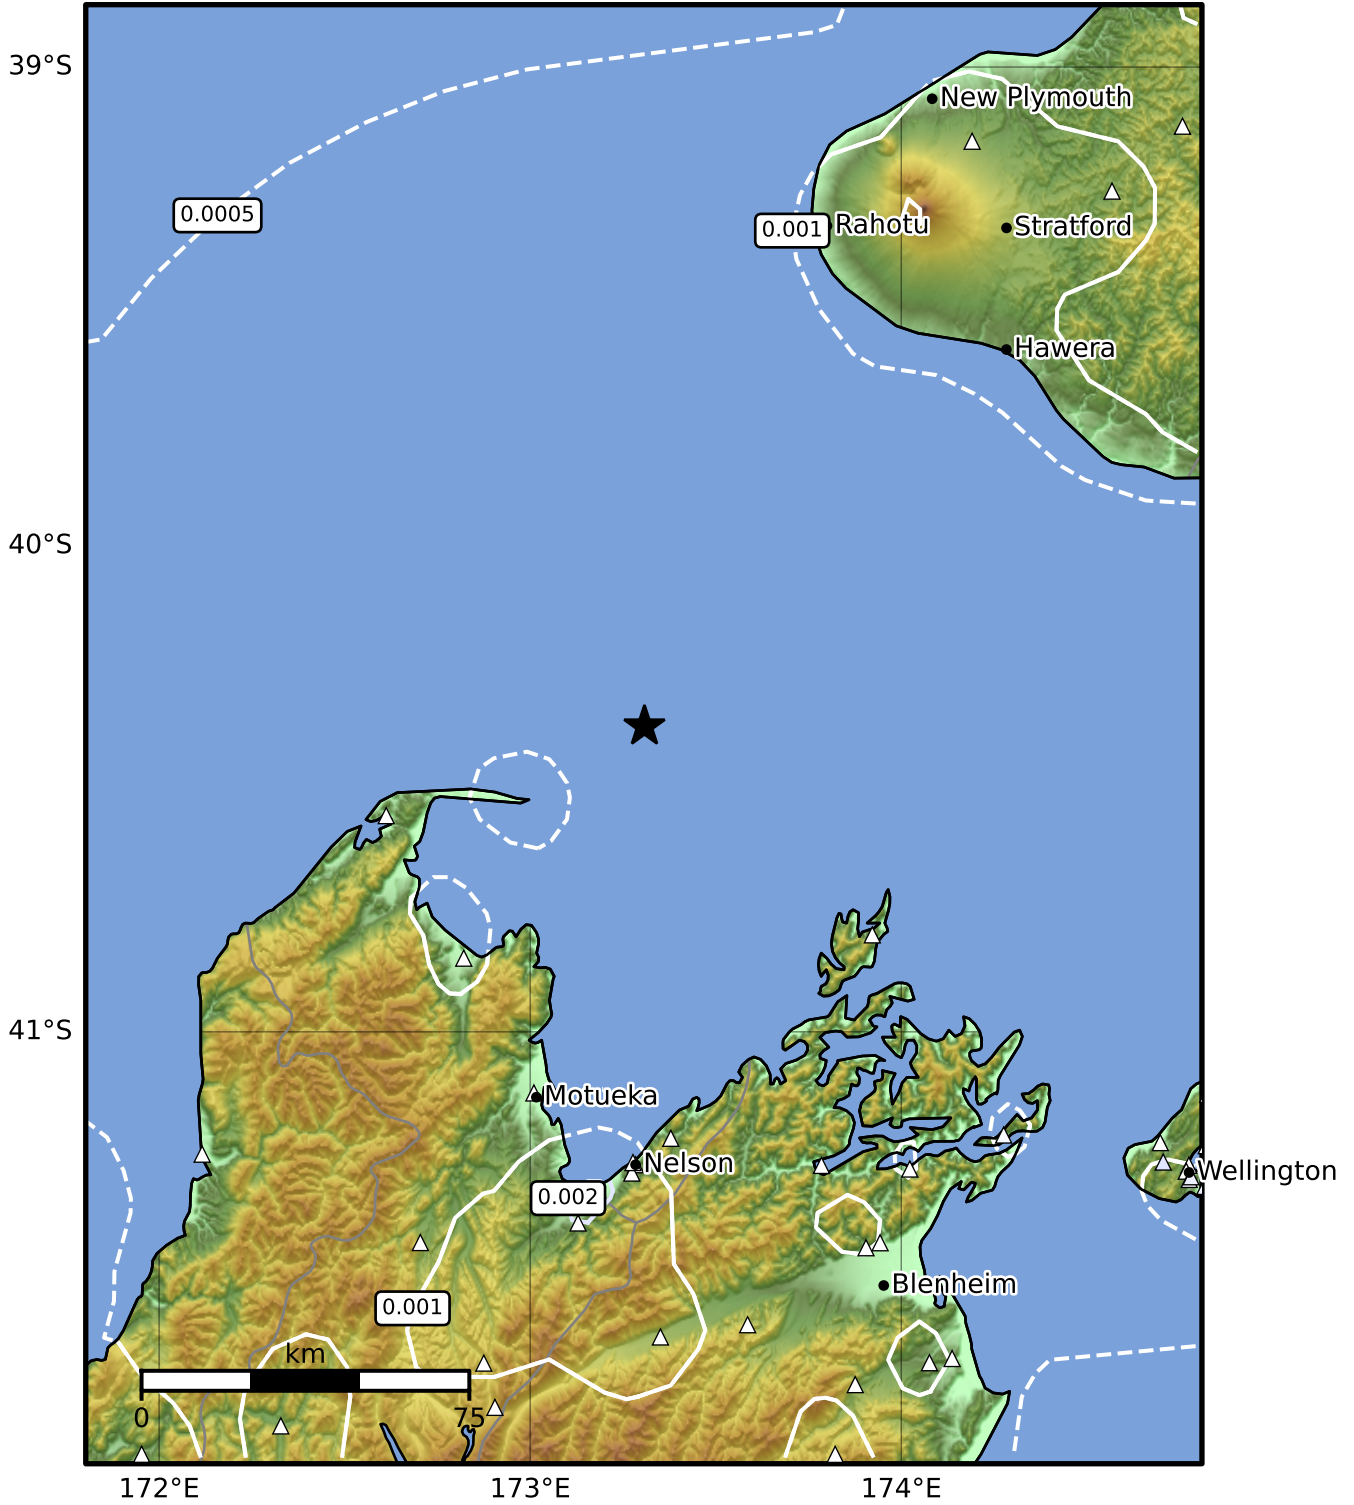 39°S
New Plymouth
0.0005
0.001
Rahotu
Stratford
Hawera
40°S
41°S
Motueka
Nelson
Wellington
0.002
Blenheim
0.001
km
0
75
172°E
173°E
174°E